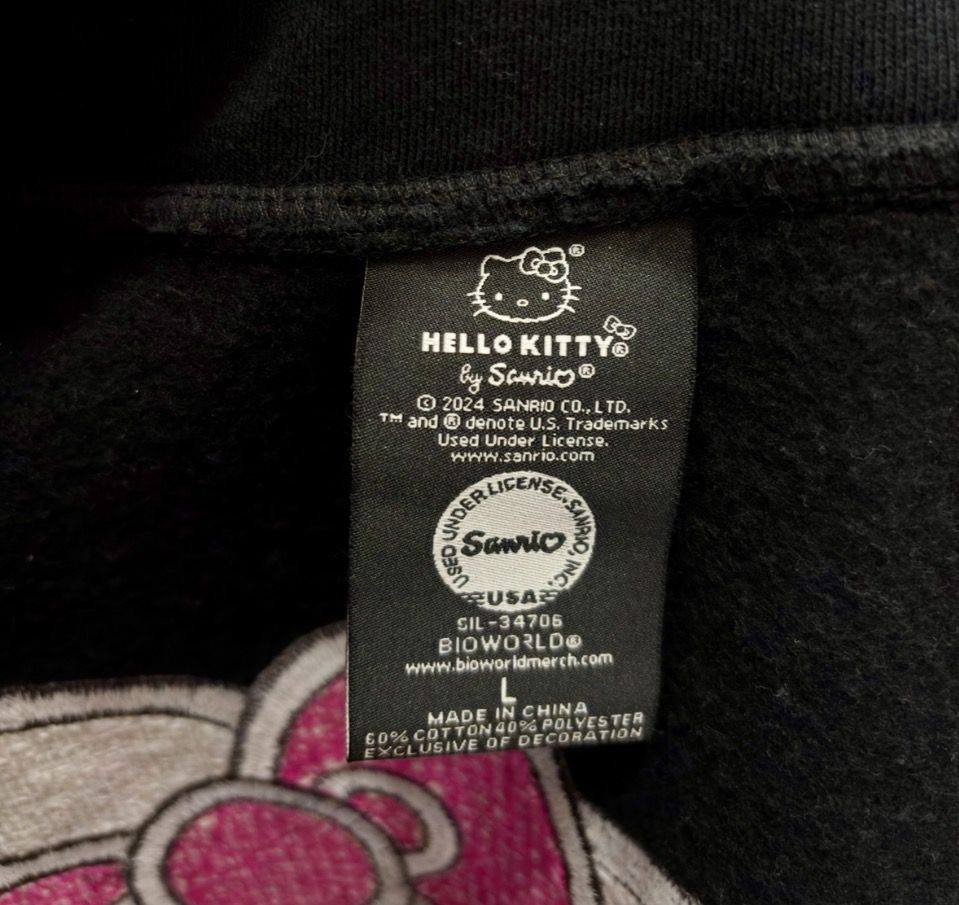 ®
HELLO KITTY®
by Sanrio®
© 2024 SANRIO CO., LTD.
™ and ® denote U.S. Trademarks
Used Under License.
www.sanrio.com
USED UNDER LICENSE, SANRIO, INC.
Sanrio
USA
SIL-34706
BIOWORLD®
www.bioworldmerch.com
L
MADE IN CHINA
60% COTTON 40% POLYESTER
EXCLUSIVE OF DECORATION